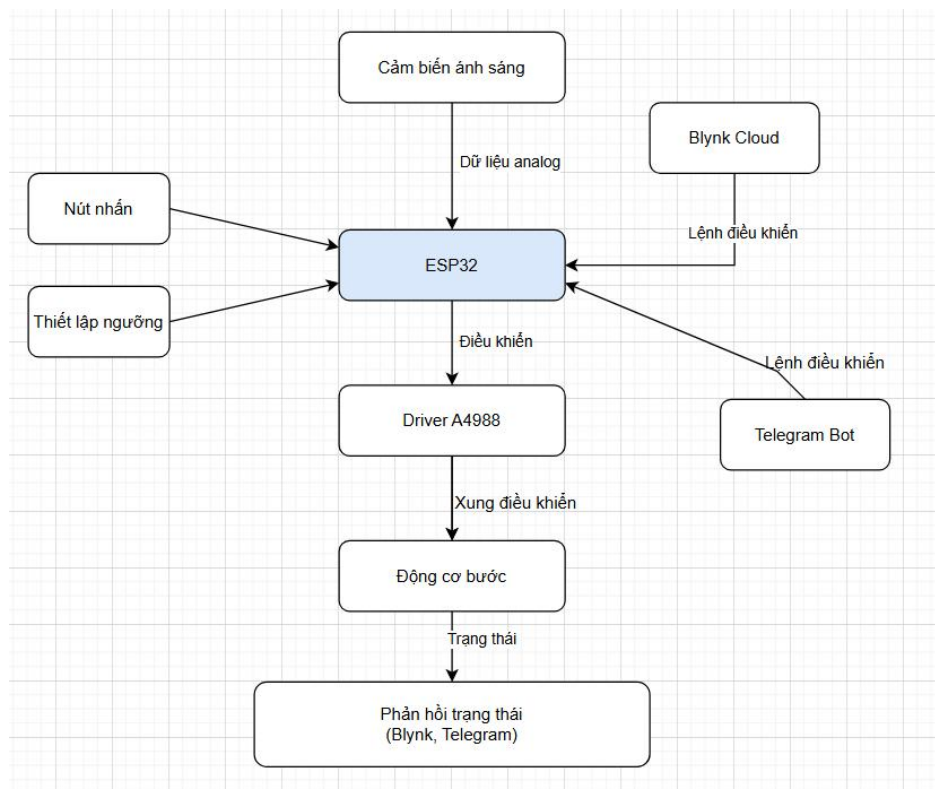 Cảm biến ánh sáng
Blynk Cloud
Dữ liệu analog
Nút nhấn
Lệnh điều khiển
ESP32
Thiết lập ngưỡng
Điều khiển
Lệnh điều khiển
Driver A4988
Telegram Bot
Xung điều khiển
Động cơ bước
Trạng thái
Phản hồi trạng thái
(Blynk, Telegram)